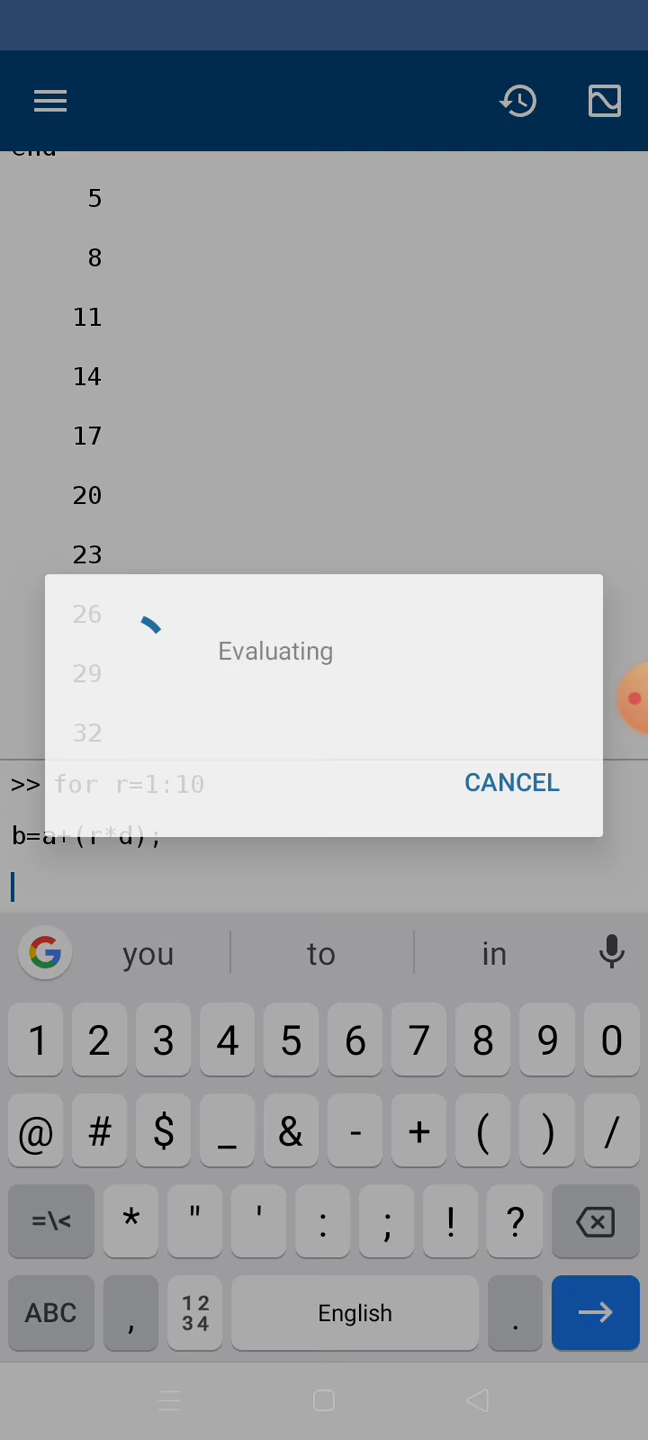 end
5
8
11
14
17
20
23
26
29
32
Evaluating
CANCEL
>> for r=1:10
b=a+(r*d);
you to in
1 2 3 4 5 6 7 8 9 0
@ # $ _ & - + ( ) /
=\< * " ' : ; ! ?
ABC , 12 34 English .